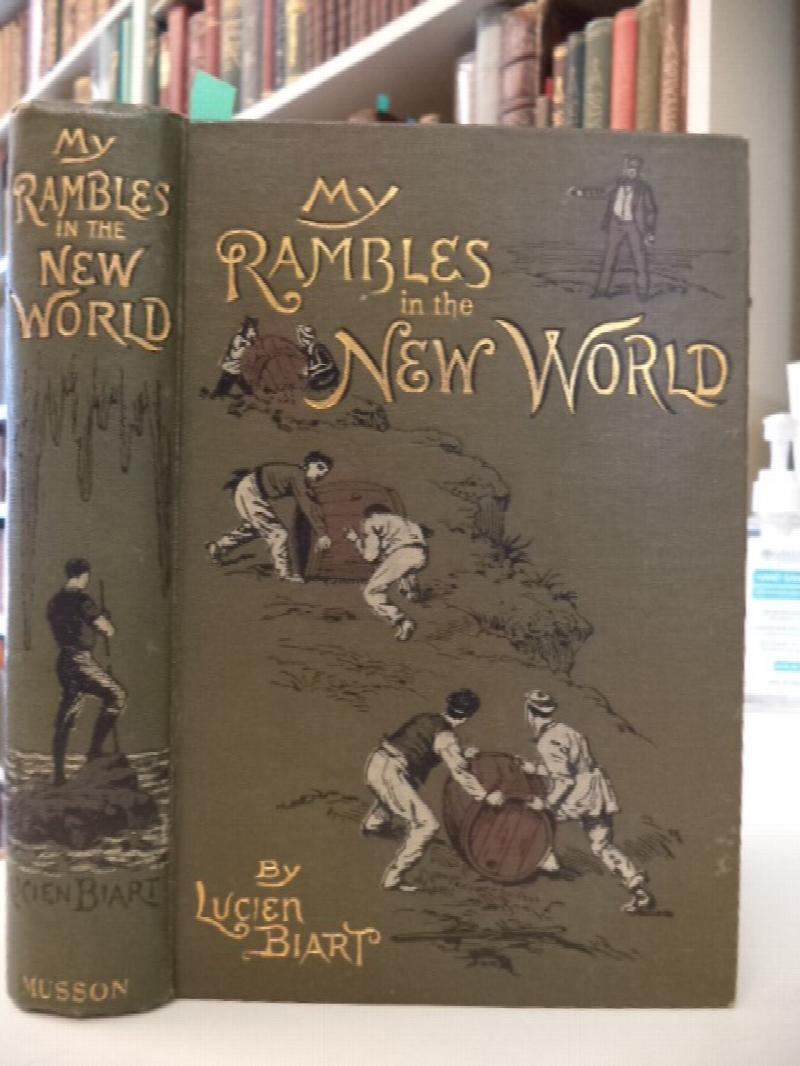 My
RAMBLES
IN THE
NEW
WORLD
LUCIEN BIART
MUSSON
My
RAMBLES
in the
NEW WORLD
By
LUCIEN
BIART